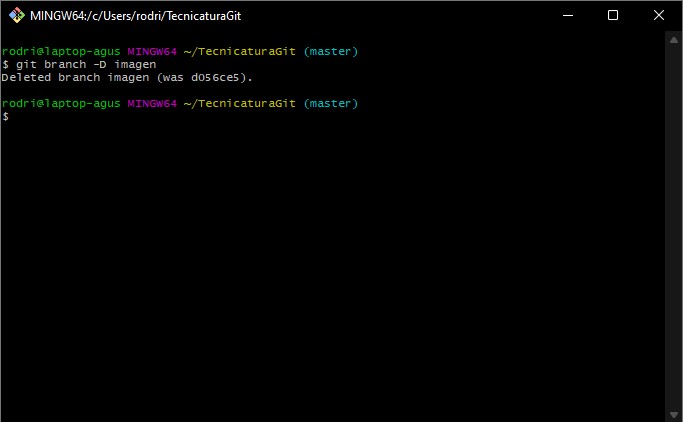 MINGW64:/c/Users/rodri/TecnicaturaGit
rodri@laptop-agus MINGW64 ~/TecnicaturaGit (master)
$ git branch -D imagen
Deleted branch imagen (was d056ce5).
rodri@laptop-agus MINGW64 ~/TecnicaturaGit (master)
$